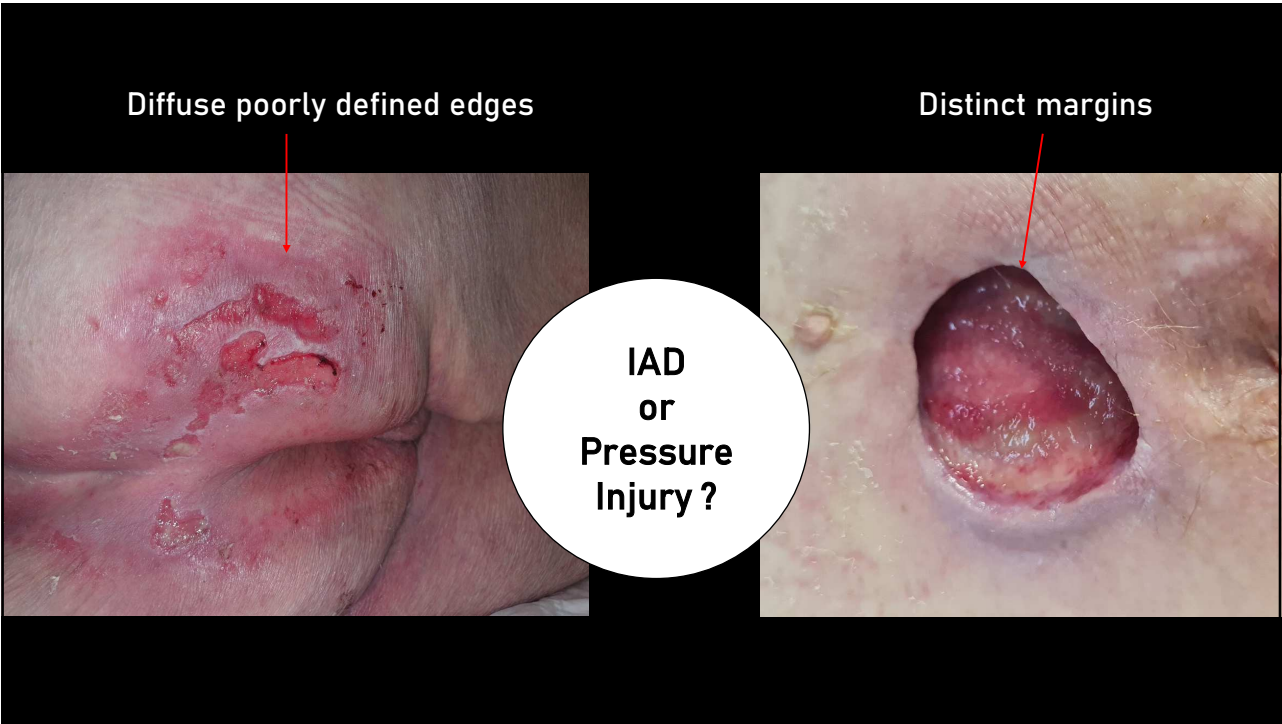 Diffuse poorly defined edges
Distinct margins
IAD
or
Pressure
Injury ?